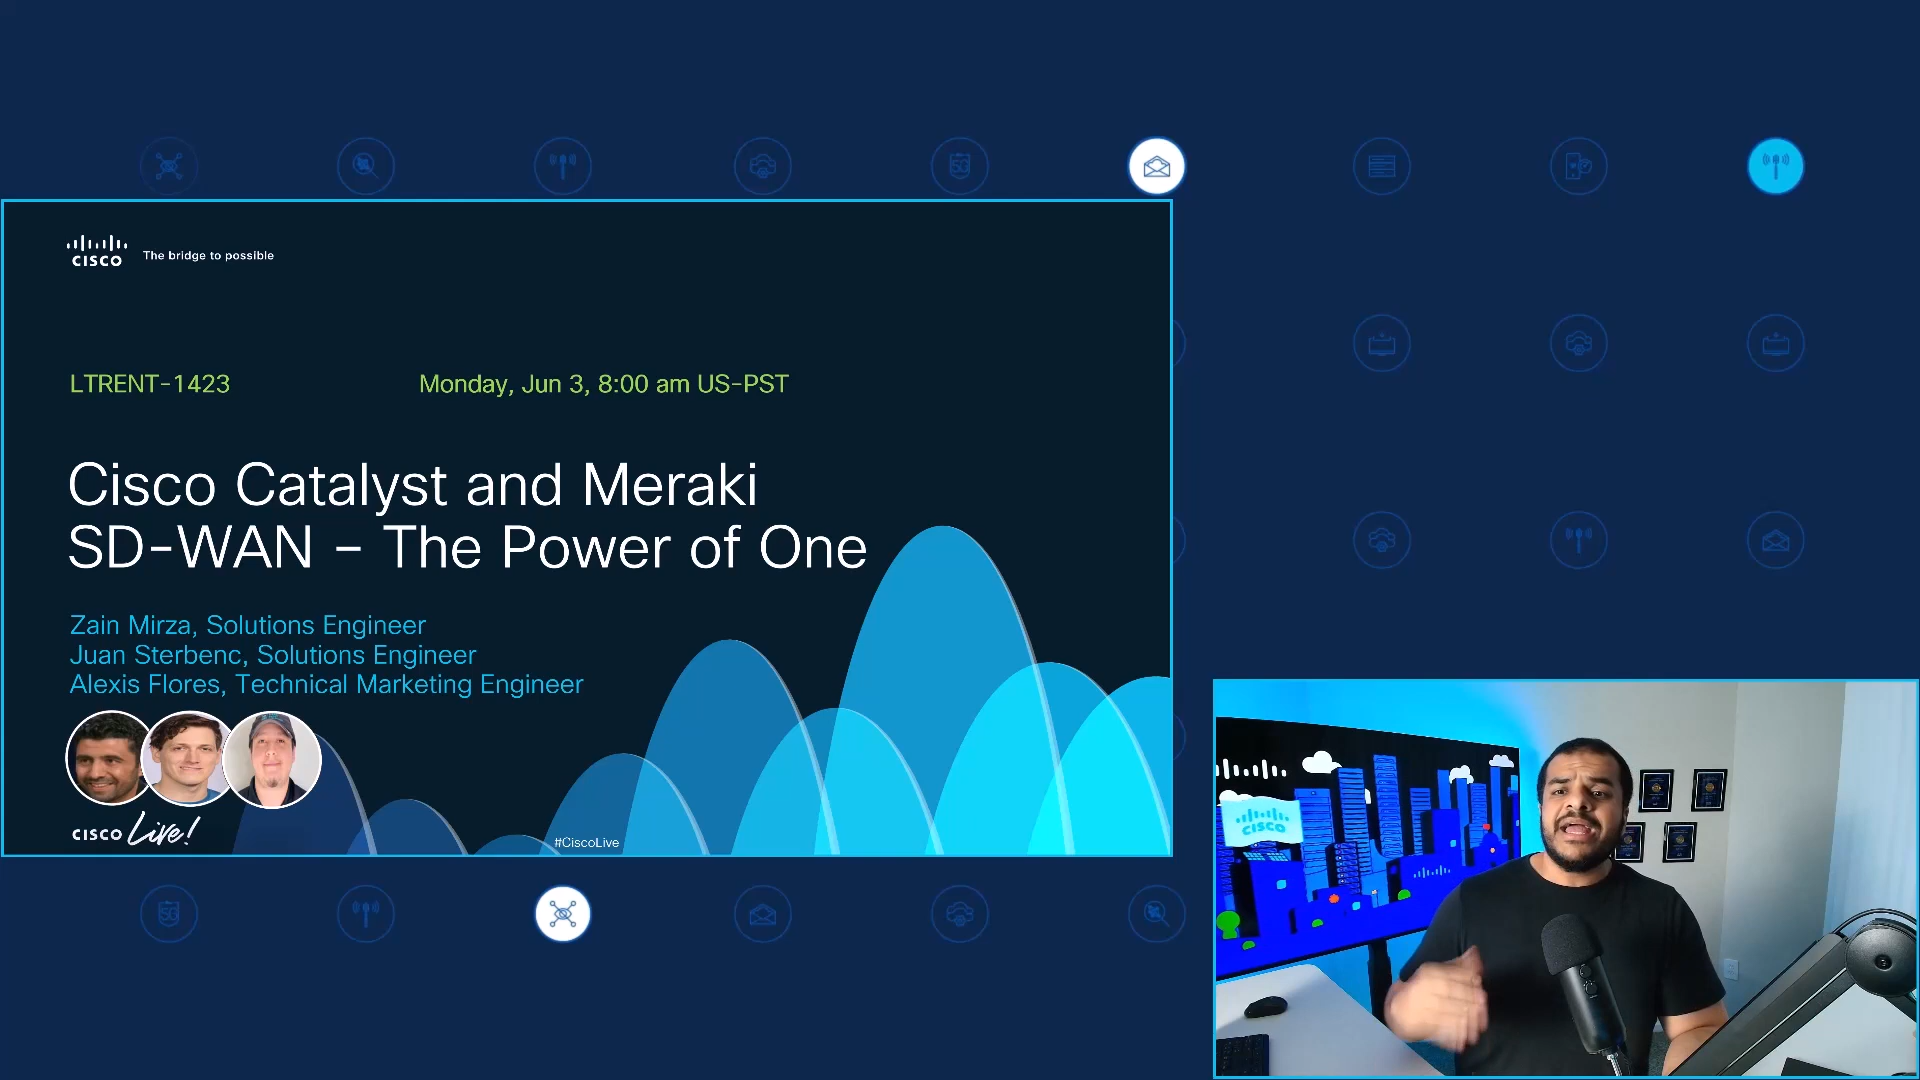 CISCO
The bridge to possible
LTRENT-1423
Monday, Jun 3, 8:00 am US-PST
Cisco Catalyst and Meraki
SD-WAN – The Power of One
Zain Mirza, Solutions Engineer
Juan Sterbenc, Solutions Engineer
Alexis Flores, Technical Marketing Engineer
CISCO Live!
#CiscoLive
CISCO